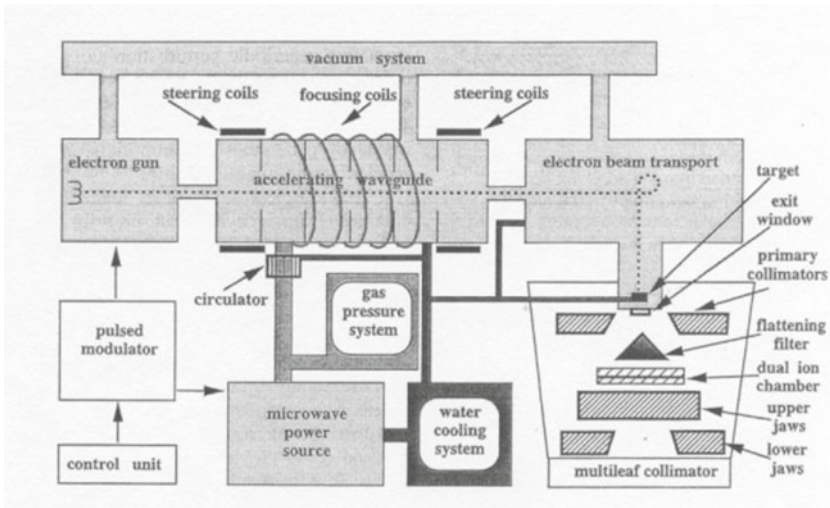 vacuum system
steering coils
focusing coils
steering coils
electron gun
accelerating waveguide
electron beam transport
target
exit
window
primary
collimators
circulator
gas
pressure
system
pulsed
modulator
flattening
filter
dual ion
chamber
microwave
power
source
water
cooling
system
upper
jaws
control unit
lower
jaws
multileaf collimator